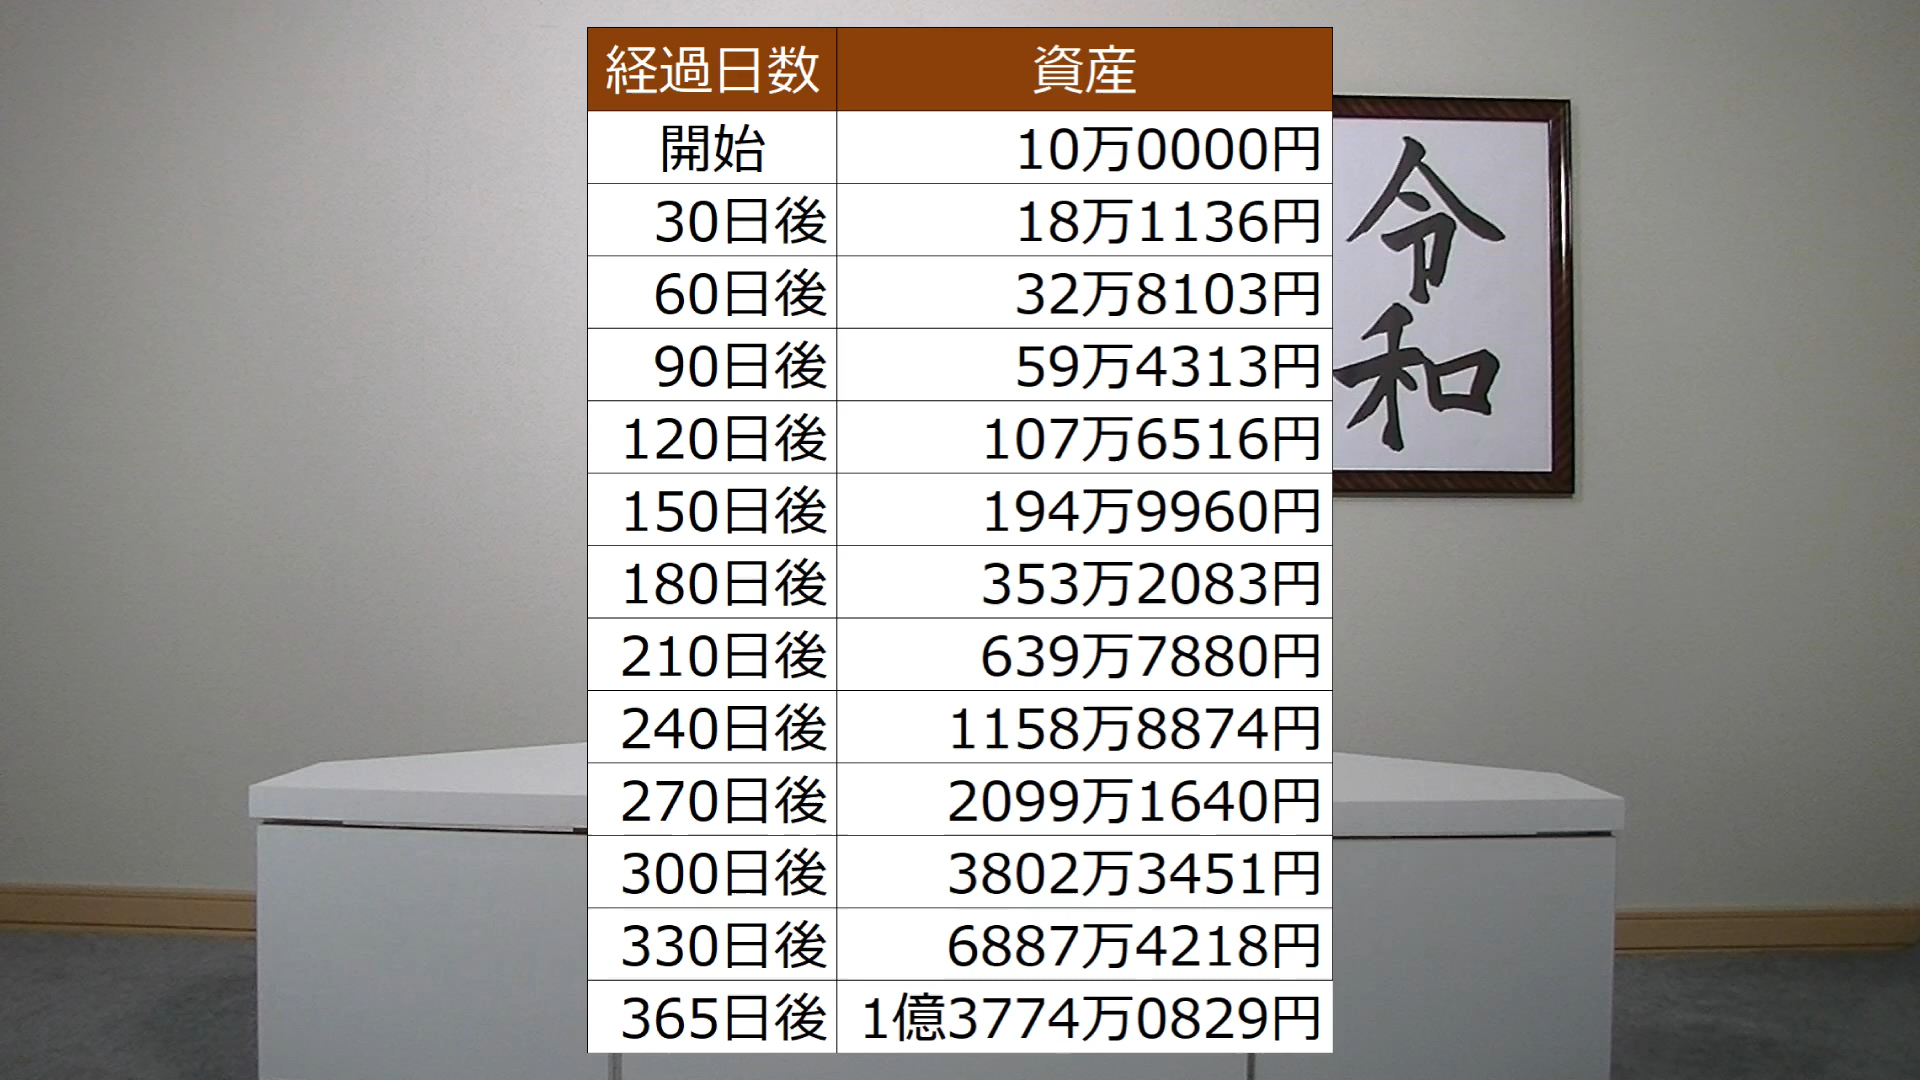 経過日数 資産
開始 10万0000円
30日後 18万1136円
60日後 32万8103円
90日後 59万4313円
120日後 107万6516円
150日後 194万9960円
180日後 353万2083円
210日後 639万7880円
240日後 1158万8874円
270日後 2099万1640円
300日後 3802万3451円
330日後 6887万4218円
365日後 1億3774万0829円
令和